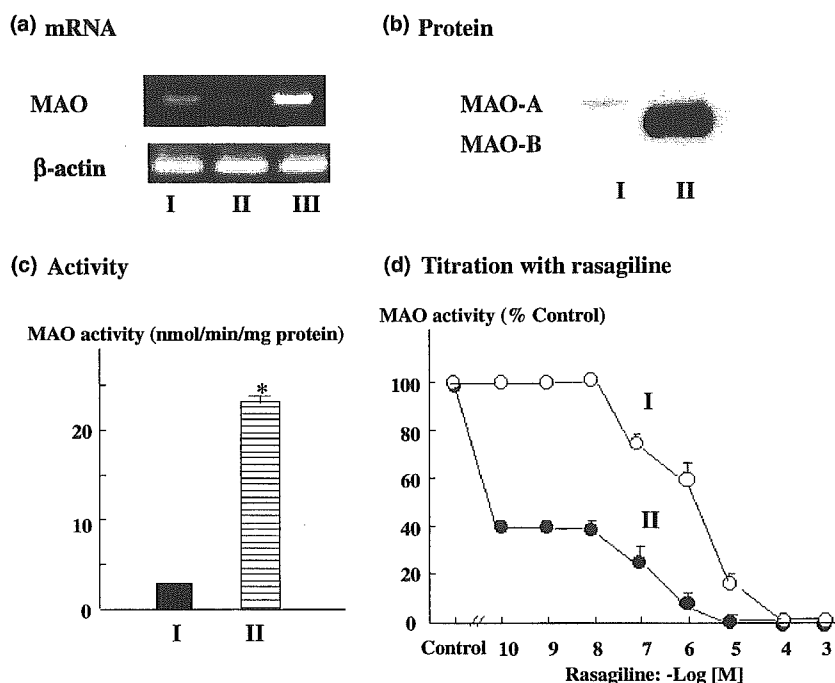 (a) mRNA
MAO
β-actin
I II III
(b) Protein
MAO-A
MAO-B
I II
(c) Activity
MAO activity (nmol/min/mg protein)
20
10
0
*
I II
(d) Titration with rasagiline
MAO activity (% Control)
100
80
60
40
20
0
I
II
Control 10 9 8 7 6 5 4 3
Rasagiline: -Log [M]